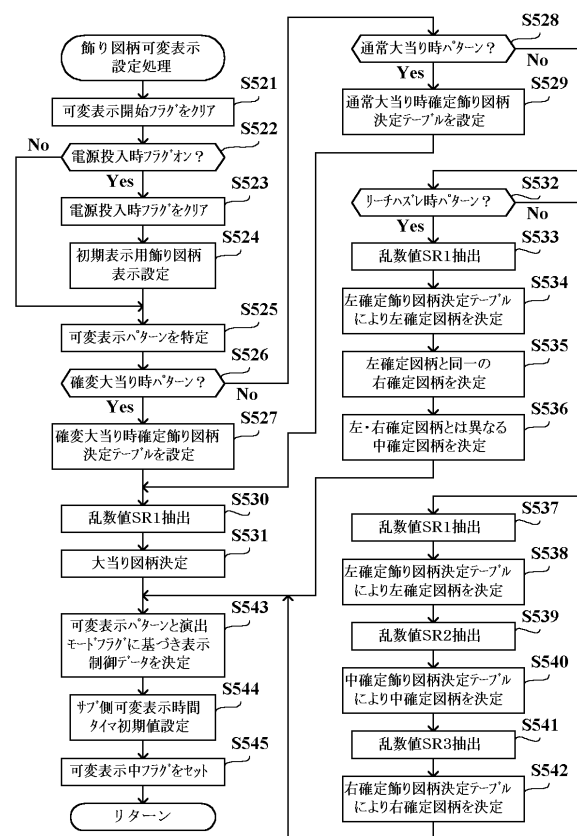 飾り図柄可変表示
設定処理
S521
可変表示開始ﾌﾗｸﾞをｸﾘｱ
S522
No
電源投入時ﾌﾗｸﾞオン？
Yes
S523
電源投入時ﾌﾗｸﾞをｸﾘｱ
S524
初期表示用飾り図柄
表示設定
S525
可変表示ﾊﾟﾀｰﾝを特定
S526
確変大当り時ﾊﾟﾀｰﾝ？
No
Yes
S527
確変大当り時確定飾り図柄
決定ﾃｰﾌﾞﾙを設定
S530
乱数値SR1抽出
S531
大当り図柄決定
S543
可変表示ﾊﾟﾀｰﾝと演出
ﾓｰﾄﾞﾌﾗｸﾞに基づき表示
制御ﾃﾞｰﾀを決定
S544
ｻﾌﾞ側可変表示時間
ﾀｲﾏ初期値設定
S545
可変表示中ﾌﾗｸﾞをｾｯﾄ
リターン
S528
通常大当り時ﾊﾟﾀｰﾝ？
No
Yes
S529
通常大当り時確定飾り図柄
決定ﾃｰﾌﾞﾙを設定
S532
ﾘｰﾁﾊｽﾞﾚ時ﾊﾟﾀｰﾝ？
No
Yes
S533
乱数値SR1抽出
S534
左確定飾り図柄決定ﾃｰﾌﾞﾙ
により左確定図柄を決定
S535
左確定図柄と同一の
右確定図柄を決定
S536
左・右確定図柄とは異なる
中確定図柄を決定
S537
乱数値SR1抽出
S538
左確定飾り図柄決定ﾃｰﾌﾞﾙ
により左確定図柄を決定
S539
乱数値SR2抽出
S540
中確定飾り図柄決定ﾃｰﾌﾞﾙ
により中確定図柄を決定
S541
乱数値SR3抽出
S542
右確定飾り図柄決定ﾃｰﾌﾞﾙ
により右確定図柄を決定